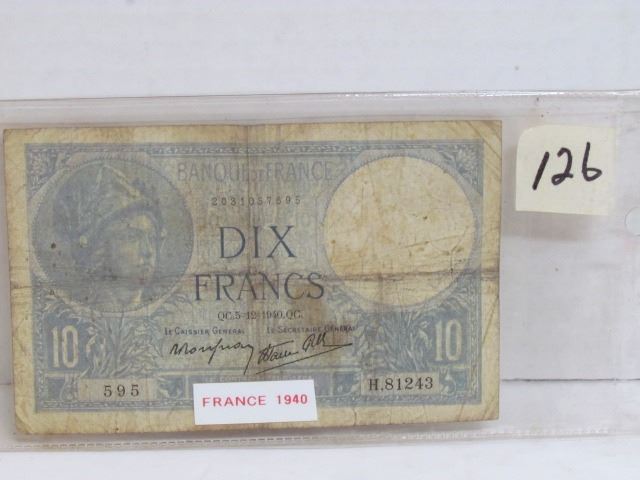 BANQUE DE FRANCE
2031057595
DIX
FRANCS
QC.5-12-1940.QC.
Le Caissier Général Le Secrétaire Général
10 10
595 H.81243
FRANCE 1940
126